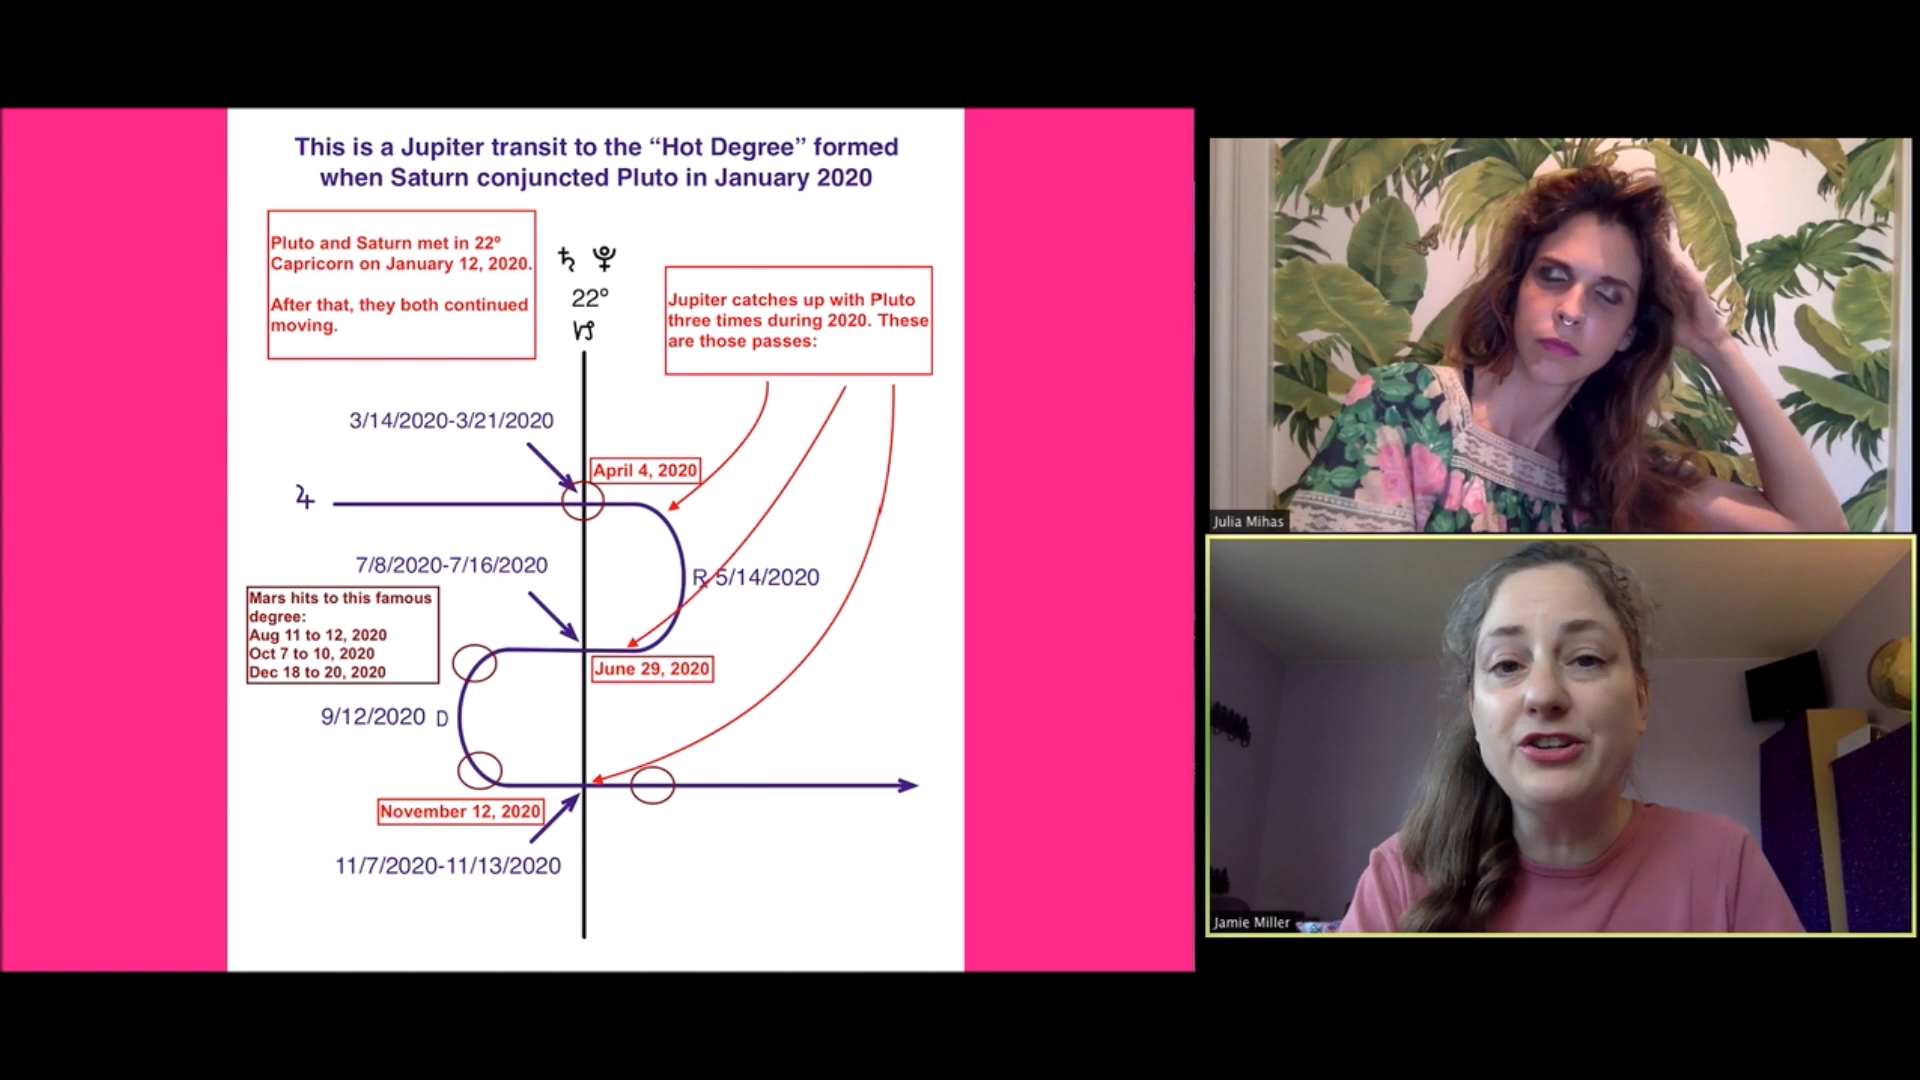 This is a Jupiter transit to the “Hot Degree” formed
when Saturn conjuncted Pluto in January 2020
Pluto and Saturn met in 22º
Capricorn on January 12, 2020.
After that, they both continued
moving.
♄ ♇
22°
♑
Jupiter catches up with Pluto
three times during 2020. These
are those passes:
3/14/2020-3/21/2020
April 4, 2020
♃
7/8/2020-7/16/2020
R 5/14/2020
Mars hits to this famous
degree:
Aug 11 to 12, 2020
Oct 7 to 10, 2020
Dec 18 to 20, 2020
June 29, 2020
9/12/2020 D
November 12, 2020
11/7/2020-11/13/2020
Julia Mihas
Jamie Miller